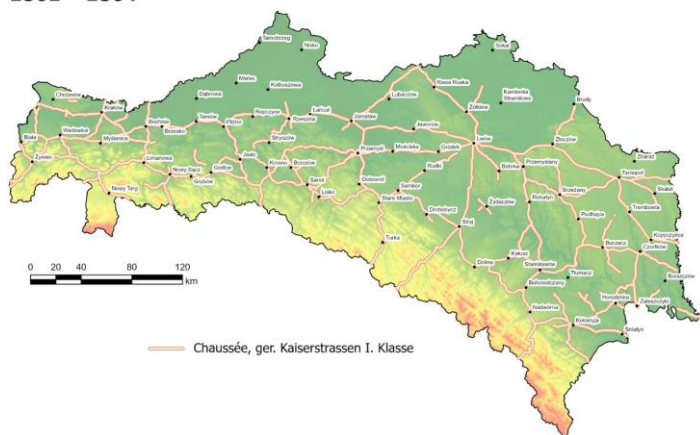 Tarnobrzeg
Nisko
Sokal
Chrzanów
Mielec
Kolbuszowa
Rawa Ruska
Kraków
Dąbrowa
Lubaczów
Kamionka
Strumiłowa
Brody
Bochnia
Tarnów
Ropczyce
Łańcut
Żółkiew
Biała
Wadowice
Brzesko
Pilzno
Rzeszów
Jarosław
Jaworów
Myślenice
Strzyżów
Przemyśl
Mościska
Gródek
Lwów
Złoczów
Zbaraż
Żywiec
Limanowa
Jasło
Krosno
Brzozów
Bóbrka
Przemyślany
Tarnopol
Nowy Sącz
Gorlice
Sanok
Dobromil
Rudki
Skałat
Nowy Targ
Grybów
Lisko
Sambor
Rohatyn
Brzeżany
Stare Miasto
Żydaczów
Trembowla
Drohobycz
Podhajce
Stryj
Kopyczyńce
Turka
Kałusz
Buczacz
Czortków
Dolina
Stanisławów
Tłumacz
Borszczów
Bohorodczany
Horodenka
Zaleszczyki
Nadwórna
Kołomyja
Śniatyn
0 20 40 60 80 120
km
Chaussée, ger. Kaiserstrassen I. Klasse